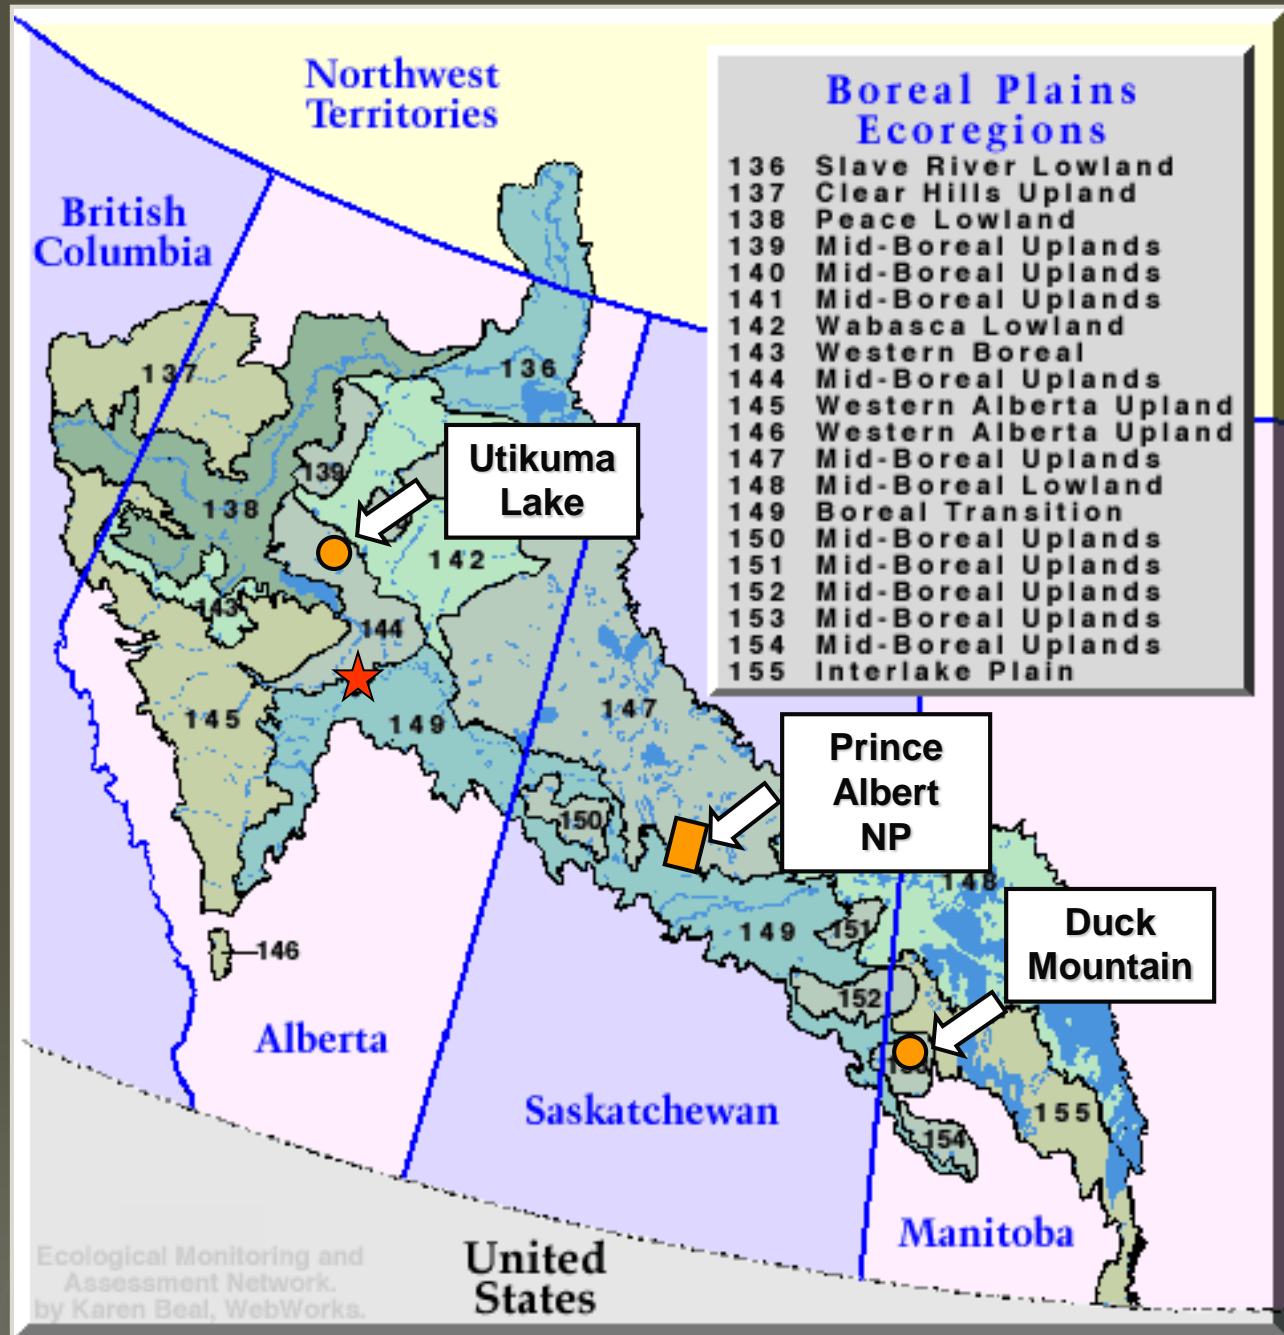 Northwest
Territories
British
Columbia
Boreal Plains
Ecoregions
136 Slave River Lowland
137 Clear Hills Upland
138 Peace Lowland
139 Mid-Boreal Uplands
140 Mid-Boreal Uplands
141 Mid-Boreal Uplands
142 Wabasca Lowland
143 Western Boreal
144 Mid-Boreal Uplands
145 Western Alberta Upland
146 Western Alberta Upland
147 Mid-Boreal Uplands
148 Mid-Boreal Lowland
149 Boreal Transition
150 Mid-Boreal Uplands
151 Mid-Boreal Uplands
152 Mid-Boreal Uplands
153 Mid-Boreal Uplands
154 Mid-Boreal Uplands
155 Interlake Plain
137
136
Utikuma
Lake
139
138
142
143
144
145
149
147
Prince
Albert
NP
150
148
Duck
Mountain
149
151
146
152
Alberta
Saskatchewan
155
154
Manitoba
Ecological Monitoring and
Assessment Network.
by Karen Beal, WebWorks.
United
States